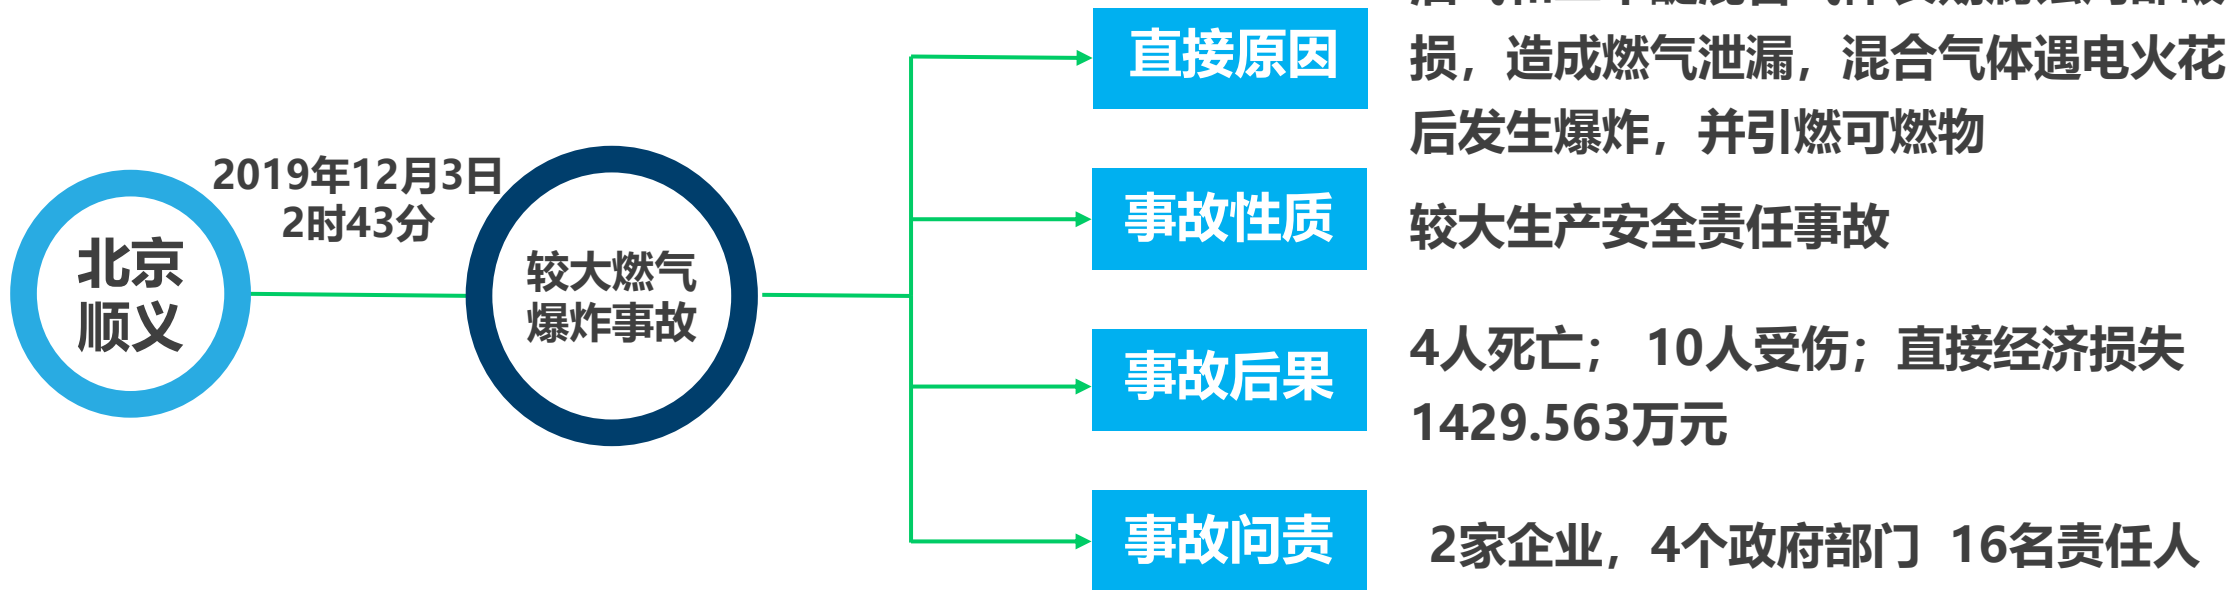 北京
顺义
2019年12月3日
2时43分
较大燃气
爆炸事故
直接原因
损，造成燃气泄漏，混合气体遇电火花
后发生爆炸，并引燃可燃物
事故性质
较大生产安全责任事故
事故后果
4人死亡； 10人受伤；直接经济损失
1429.563万元
事故问责
2家企业，4个政府部门 16名责任人